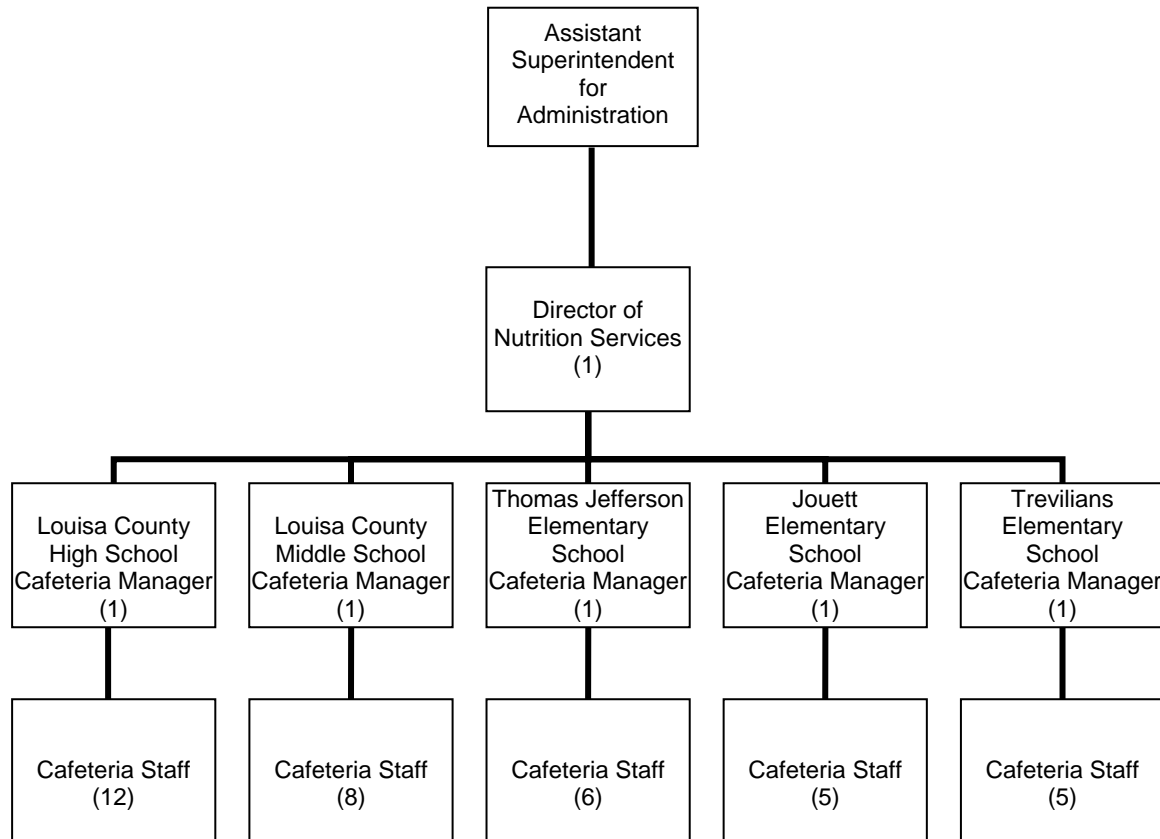 Assistant
Superintendent
for
Administration
Director of
Nutrition Services
(1)
Louisa County
High School
Cafeteria Manager
(1)
Louisa County
Middle School
Cafeteria Manager
(1)
Thomas Jefferson
Elementary
School
Cafeteria Manager
(1)
Jouett
Elementary
School
Cafeteria Manager
(1)
Trevilians
Elementary
School
Cafeteria Manager
(1)
Cafeteria Staff
(12)
Cafeteria Staff
(8)
Cafeteria Staff
(6)
Cafeteria Staff
(5)
Cafeteria Staff
(5)